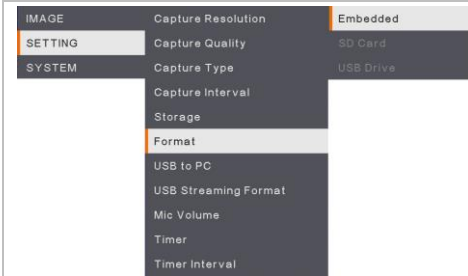 IMAGE
SETTING
SYSTEM
Capture Resolution
Capture Quality
Capture Type
Capture Interval
Storage
Format
USB to PC
USB Streaming Format
Mic Volume
Timer
Timer Interval
Embedded
SD Card
USB Drive